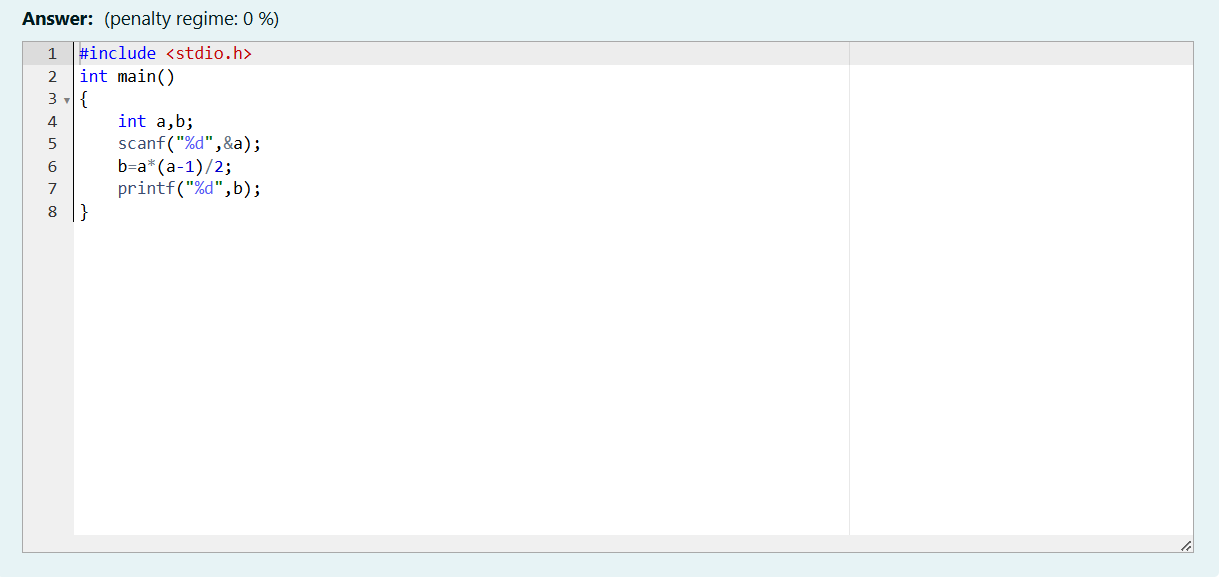 Answer: (penalty regime: 0 %)
1 #include <stdio.h>
2 int main()
3 {
4     int a,b;
5     scanf("%d",&a);
6     b=a*(a-1)/2;
7     printf("%d",b);
8 }